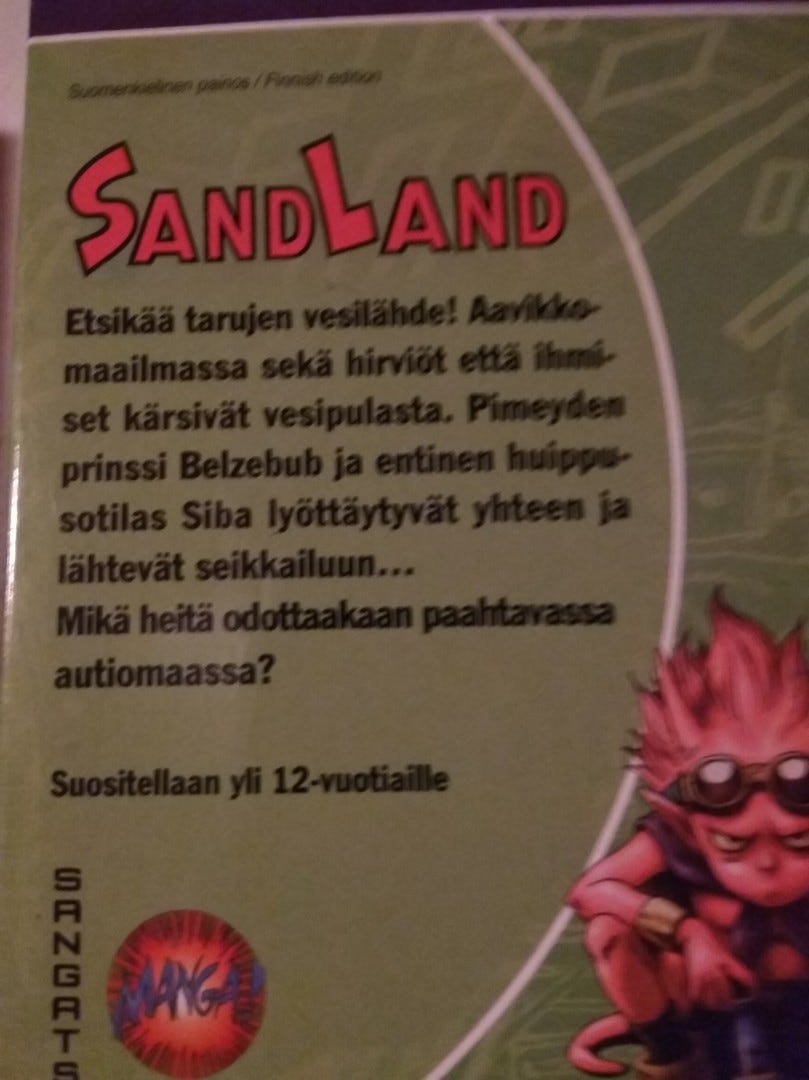 Suomenkielinen painos / Finnish edition
SANDLAND
Etsikää tarujen vesilähde! Aavikko-
maailmassa sekä hirviöt että ihmi-
set kärsivät vesipulasta. Pimeyden
prinssi Belzebub ja entinen huippu-
sotilas Siba lyöttäytyvät yhteen ja
lähtevät seikkailuun...
Mikä heitä odottaakaan paahtavassa
autiomaassa?
Suositellaan yli 12-vuotiaille
SANGATS
MANGA